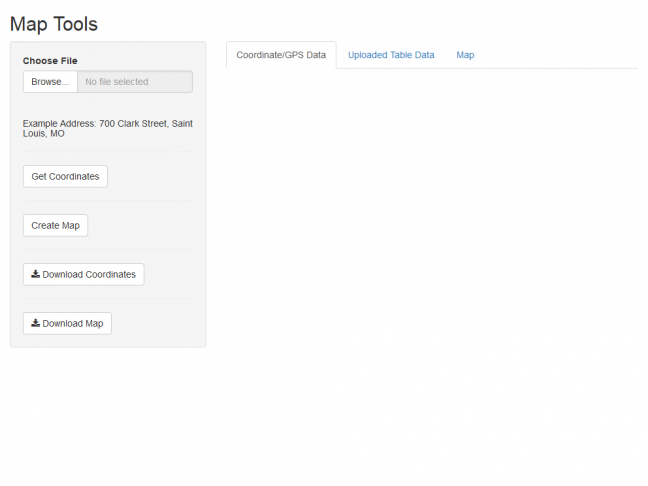 Map Tools
Choose File
Browse... No file selected
Example Address: 700 Clark Street, Saint
Louis, MO
Get Coordinates
Create Map
Download Coordinates
Download Map
Coordinate/GPS Data Uploaded Table Data Map